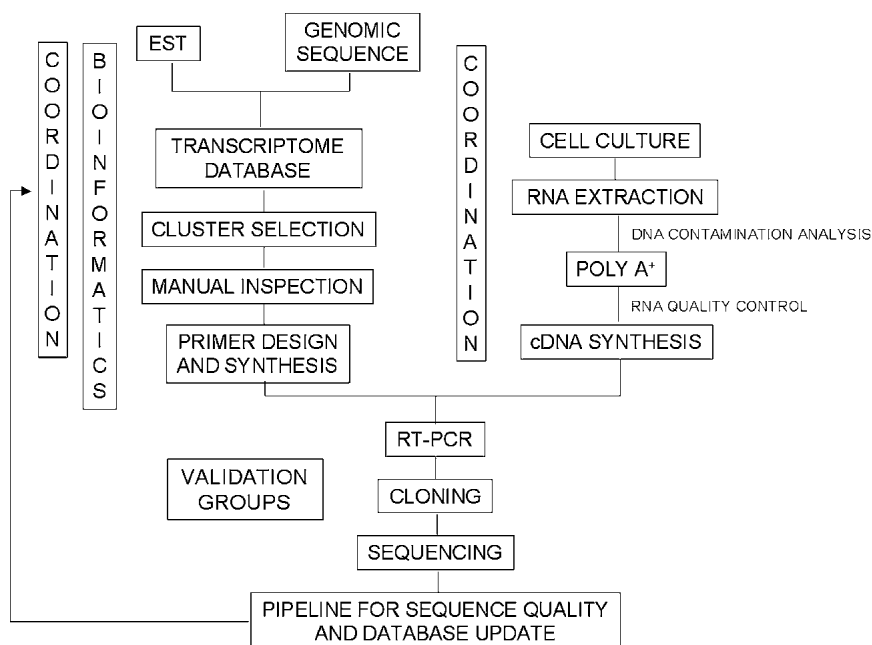 COORDINATION
BIOINFORMATICS
EST
GENOMIC
SEQUENCE
TRANSCRIPTOME
DATABASE
CLUSTER SELECTION
MANUAL INSPECTION
PRIMER DESIGN
AND SYNTHESIS
COORDINATION
CELL CULTURE
RNA EXTRACTION
DNA CONTAMINATION ANALYSIS
POLY A⁺
RNA QUALITY CONTROL
cDNA SYNTHESIS
RT-PCR
VALIDATION
GROUPS
CLONING
SEQUENCING
PIPELINE FOR SEQUENCE QUALITY
AND DATABASE UPDATE